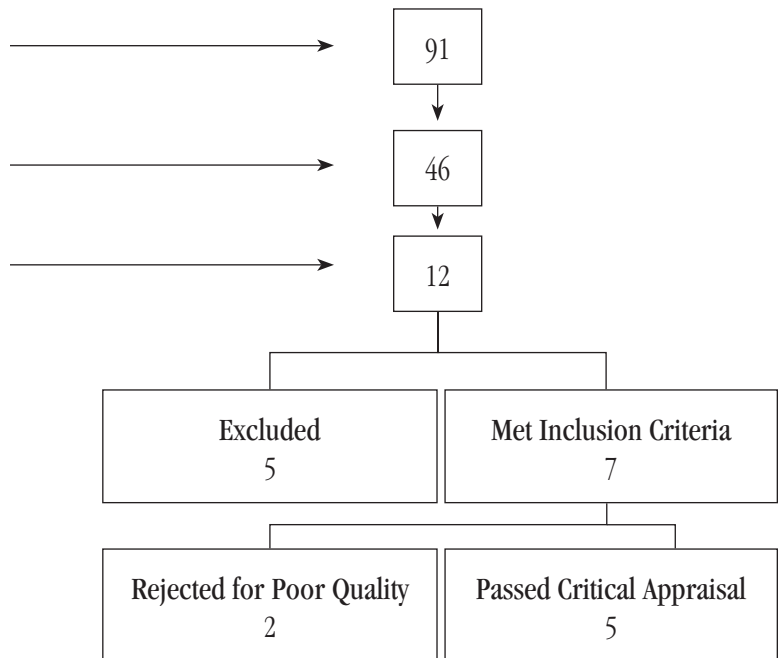 91
46
12
Excluded
5
Met Inclusion Criteria
7
Rejected for Poor Quality
2
Passed Critical Appraisal
5